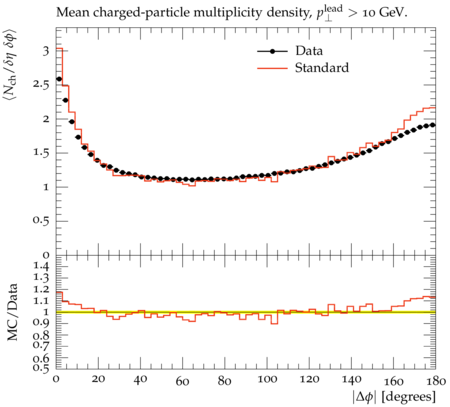 Mean charged-particle multiplicity density, p⊥^lead > 10 GeV.
⟨N_ch/δη δϕ⟩
Data
Standard
3
2.5
2
1.5
1
0.5
0
MC/Data
1.4
1.3
1.2
1.1
1
0.9
0.8
0.7
0.6
0.5
0 20 40 60 80 100 120 140 160 180
|Δϕ| [degrees]